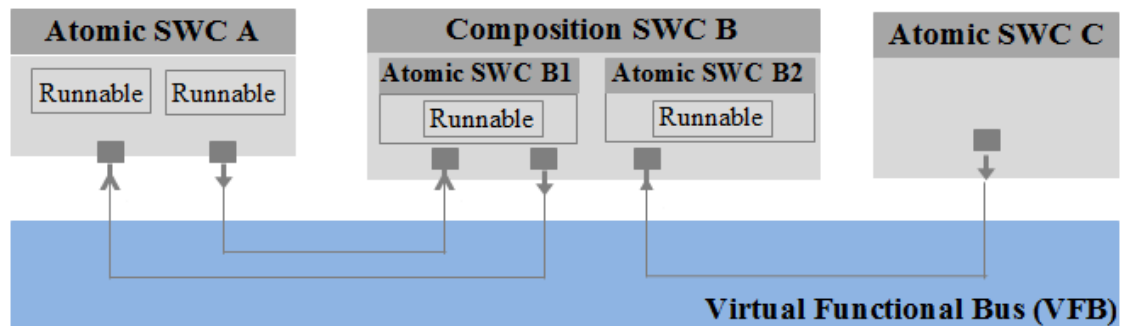 Atomic SWC A
Runnable
Runnable
Composition SWC B
Atomic SWC B1
Runnable
Atomic SWC B2
Runnable
Atomic SWC C
Virtual Functional Bus (VFB)